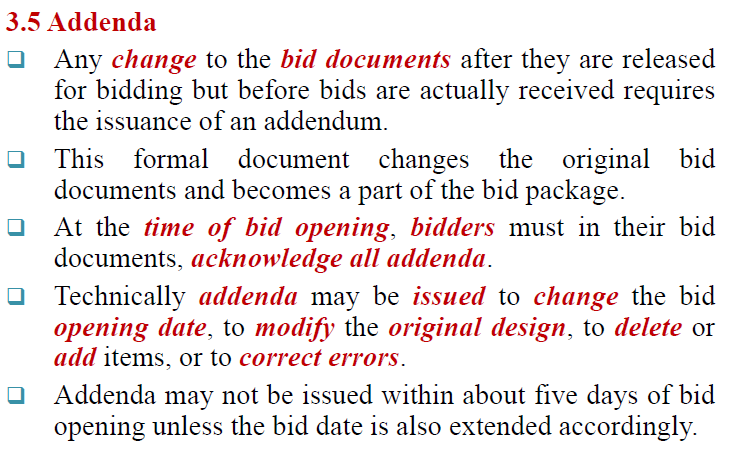 3.5 Addenda
❑ Any change to the bid documents after they are released
for bidding but before bids are actually received requires
the issuance of an addendum.
❑ This formal document changes the original bid
documents and becomes a part of the bid package.
❑ At the time of bid opening, bidders must in their bid
documents, acknowledge all addenda.
❑ Technically addenda may be issued to change the bid
opening date, to modify the original design, to delete or
add items, or to correct errors.
❑ Addenda may not be issued within about five days of bid
opening unless the bid date is also extended accordingly.